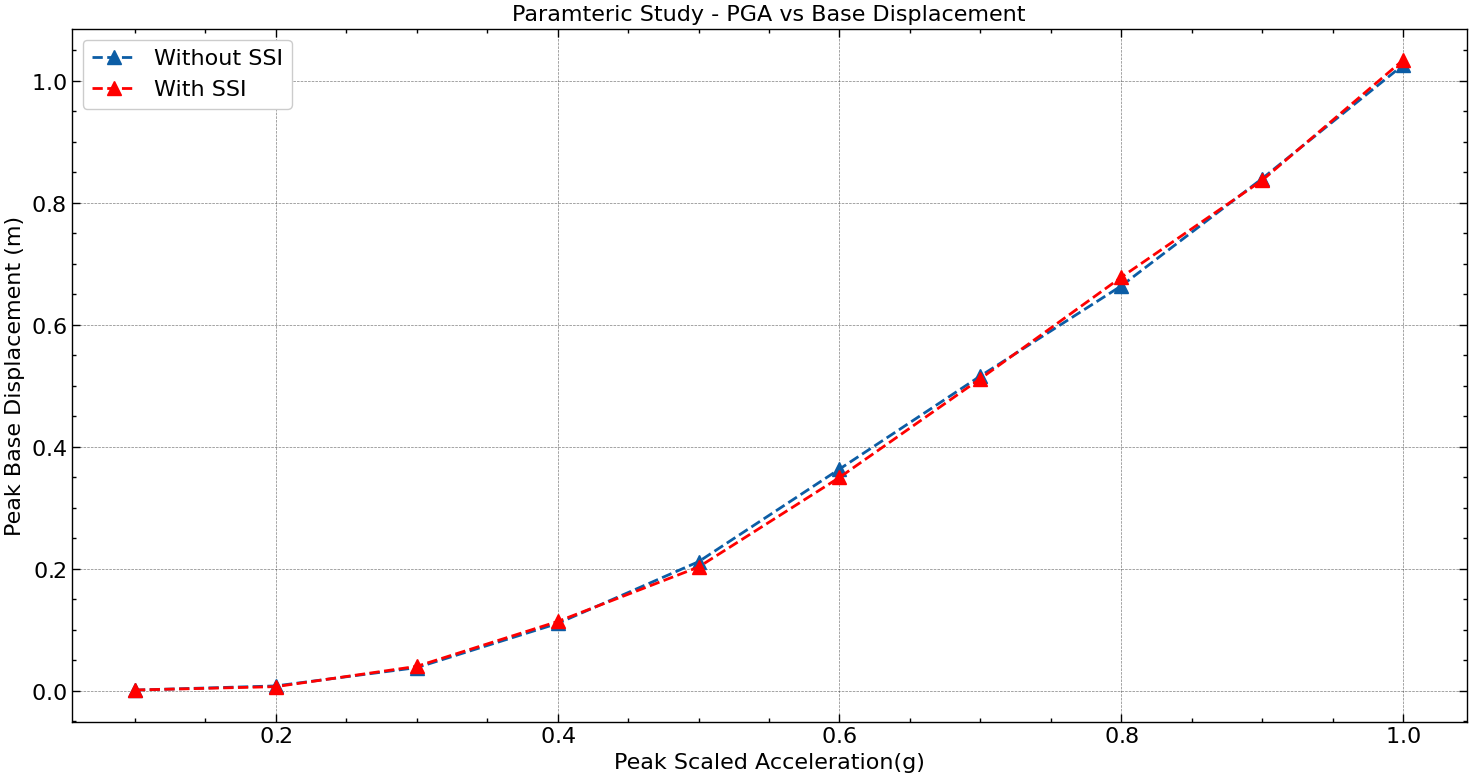 Paramteric Study - PGA vs Base Displacement
Without SSI
With SSI
1.0
0.8
0.6
0.4
0.2
0.0
Peak Base Displacement (m)
0.2 0.4 0.6 0.8 1.0
Peak Scaled Acceleration(g)